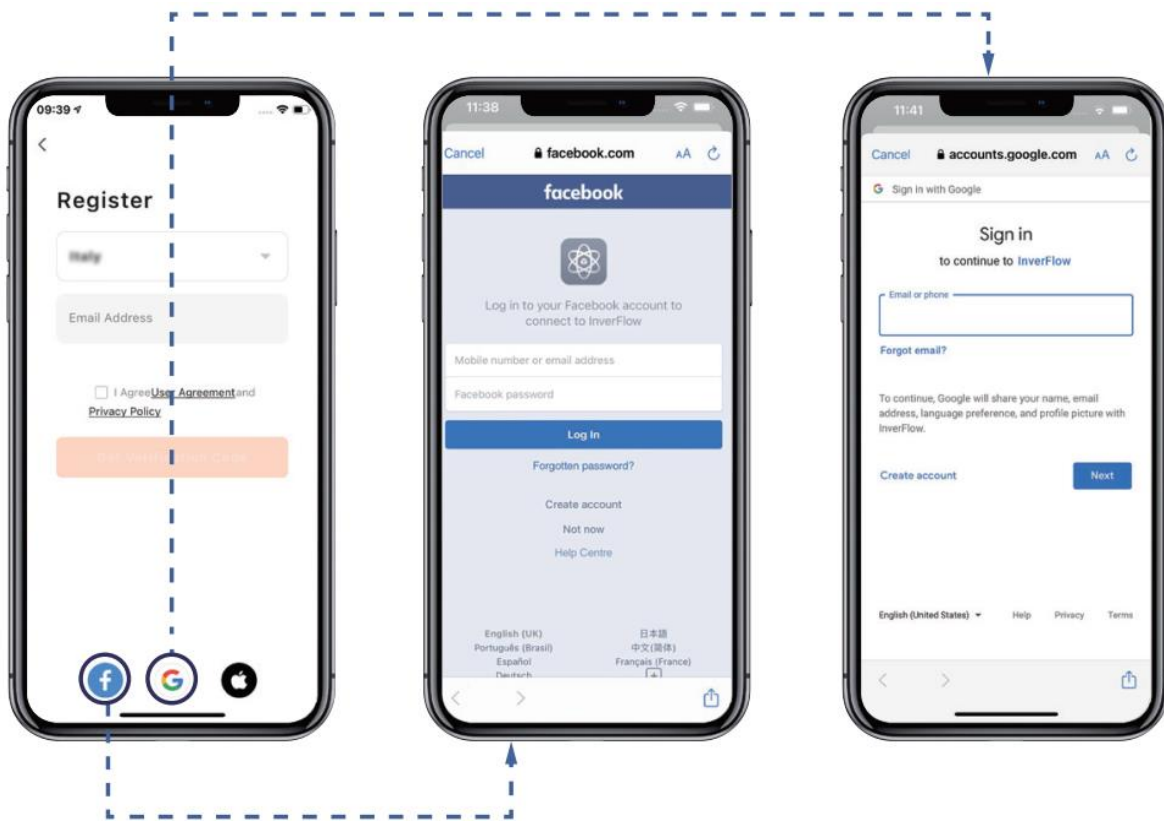 09:39
Register
Italy
Email Address
I Agree User Agreement and
Privacy Policy
Get Verification Code
11:38
Cancel facebook.com AA
facebook
Log in to your Facebook account to
connect to InverFlow
Mobile number or email address
Facebook password
Log In
Forgotten password?
Create account
Not now
Help Centre
English (UK) 日本語
Português (Brasil) 中文(简体)
Español Français (France)
Deutsch
11:41
Cancel accounts.google.com AA
G Sign in with Google
Sign in
to continue to InverFlow
Email or phone
Forgot email?
To continue, Google will share your name, email
address, language preference, and profile picture with
InverFlow.
Create account Next
English (United States) Help Privacy Terms